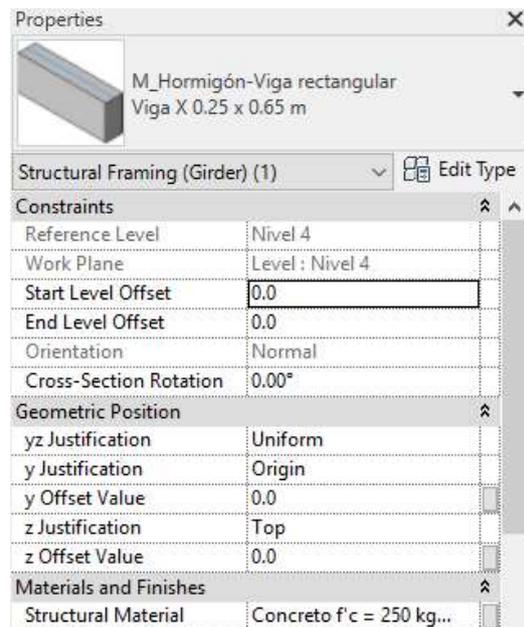 Properties
M_Hormigón-Viga rectangular
Viga X 0.25 x 0.65 m
Structural Framing (Girder) (1) Edit Type
Constraints
Reference Level Nivel 4
Work Plane Level : Nivel 4
Start Level Offset 0.0
End Level Offset 0.0
Orientation Normal
Cross-Section Rotation 0.00°
Geometric Position
yz Justification Uniform
y Justification Origin
y Offset Value 0.0
z Justification Top
z Offset Value 0.0
Materials and Finishes
Structural Material Concreto f'c = 250 kg...